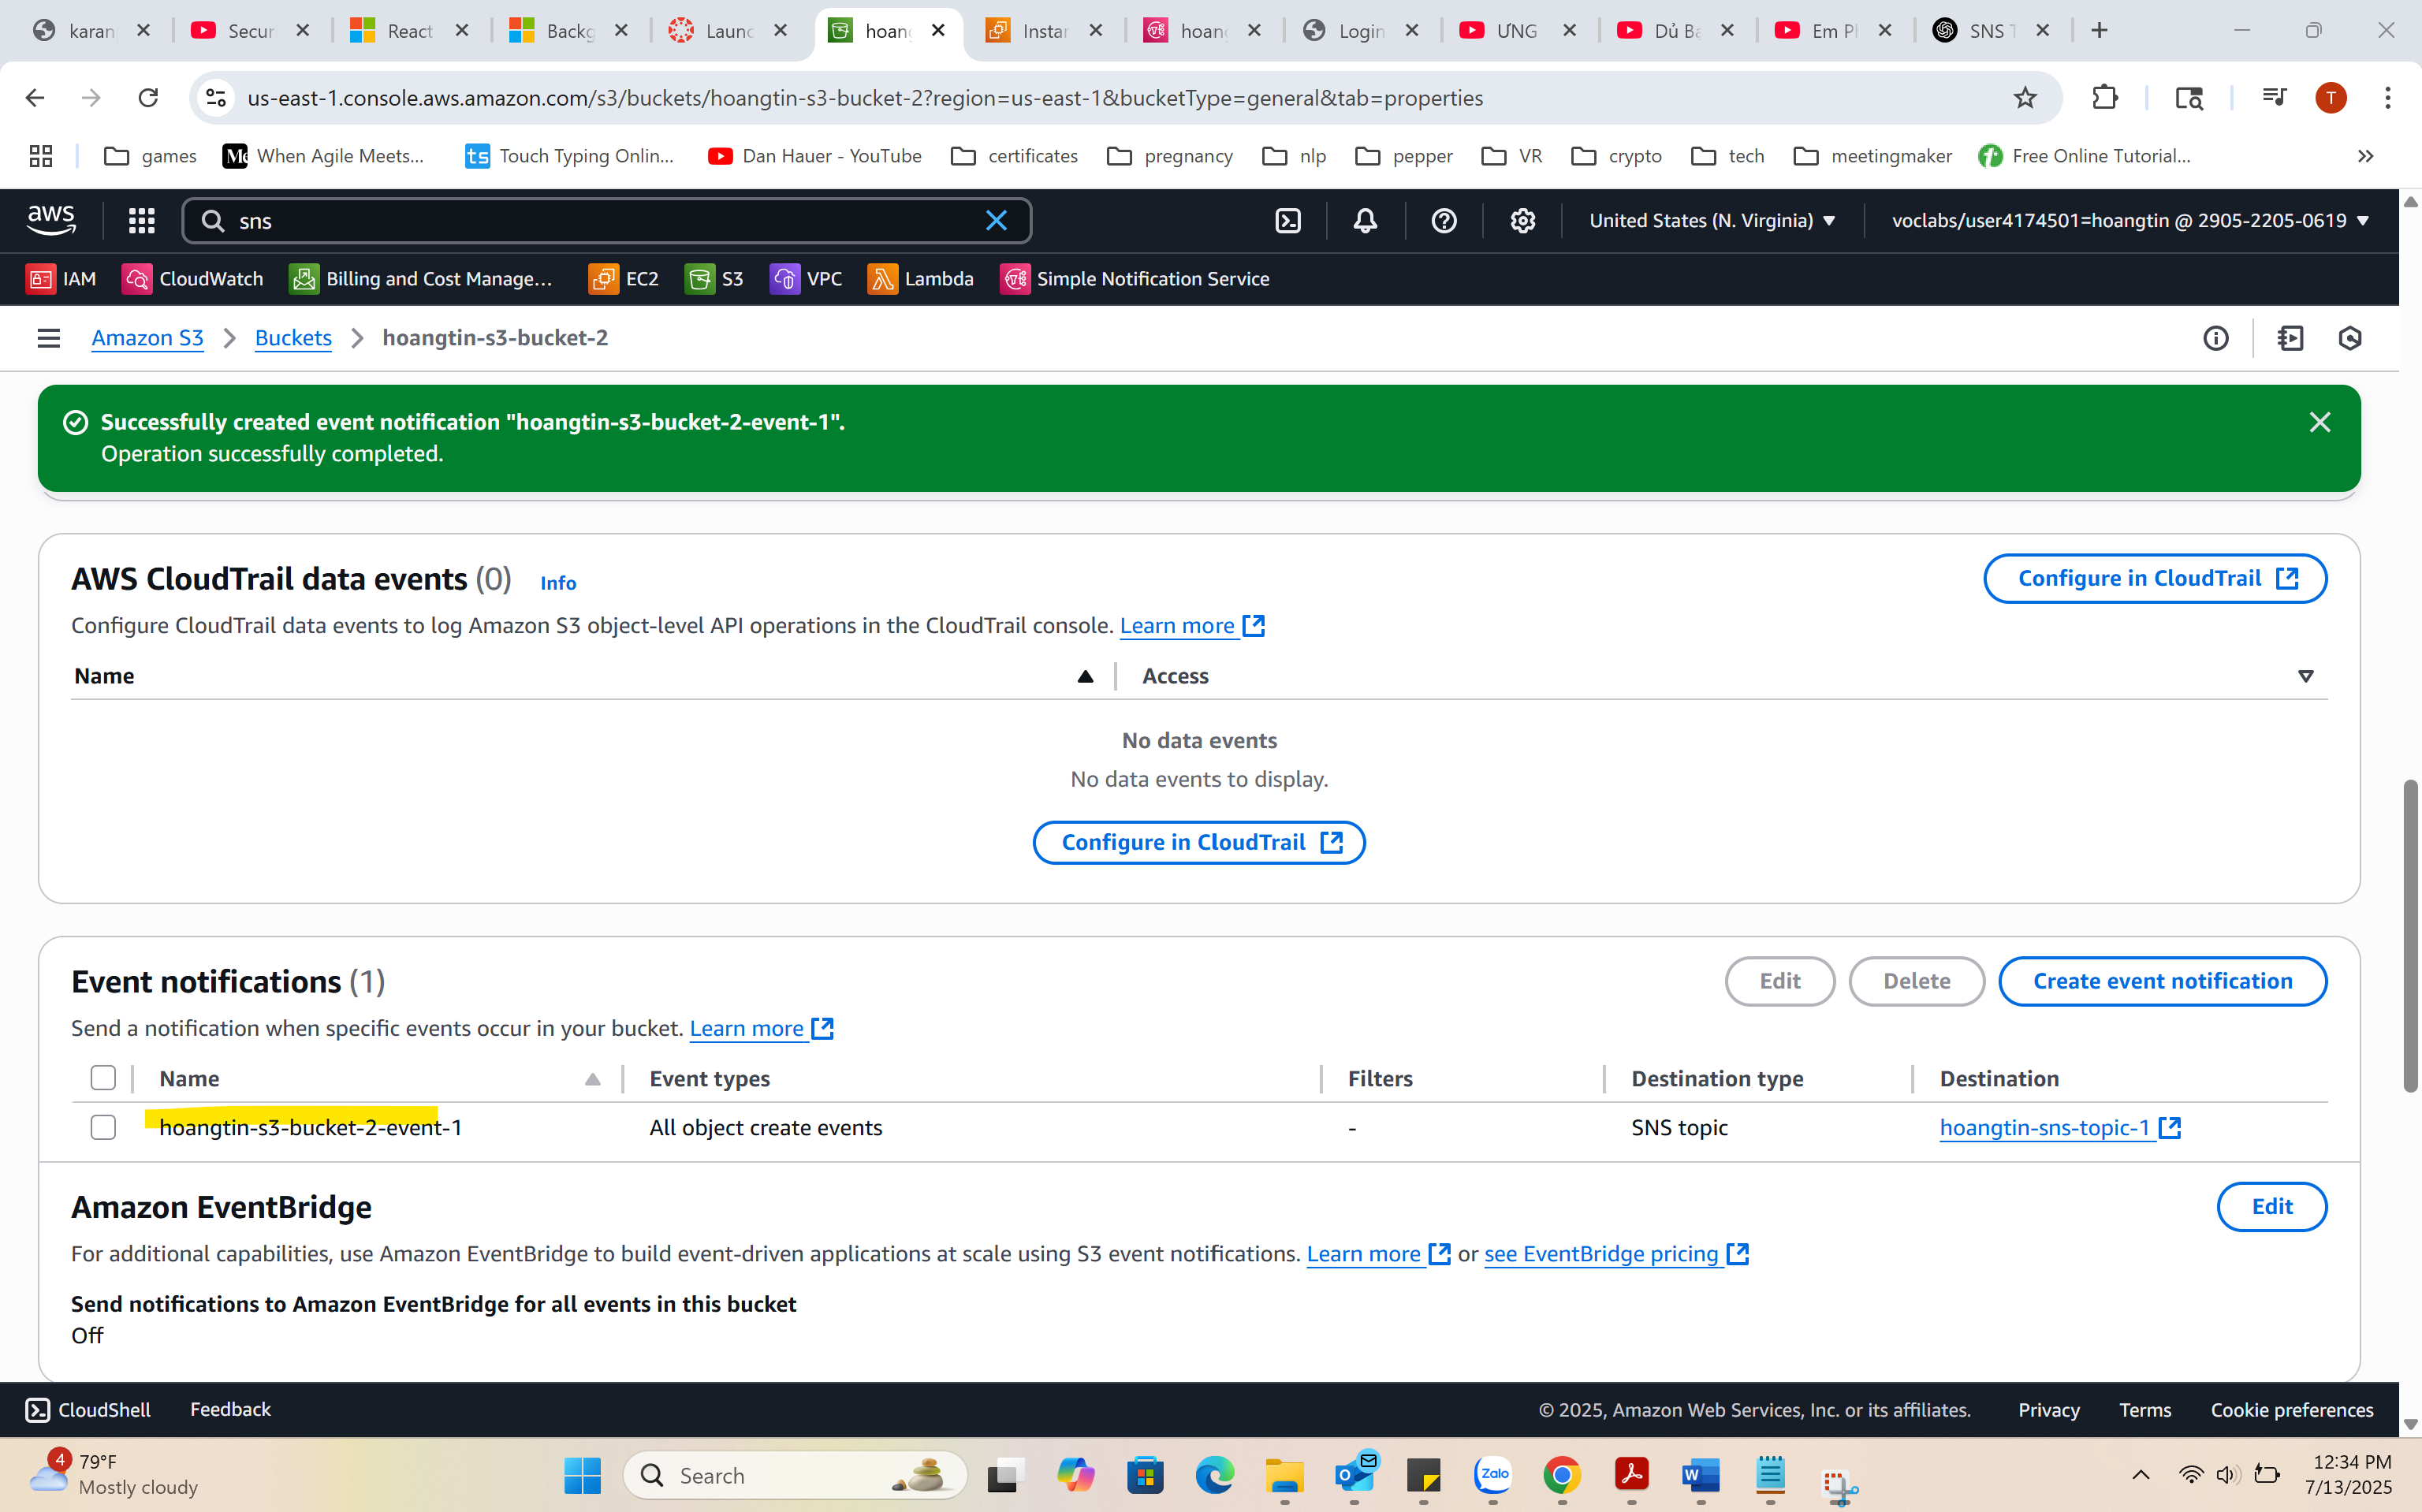 karan
Secur
React
Backg
Launc
hoang
Instar
hoang
Login
ƯNG
Dủ Ba
Em Pl
SNS T
us-east-1.console.aws.amazon.com/s3/buckets/hoangtin-s3-bucket-2?region=us-east-1&bucketType=general&tab=properties
T
games
When Agile Meets...
ts Touch Typing Onlin...
Dan Hauer - YouTube
certificates
pregnancy
nlp
pepper
VR
crypto
tech
meetingmaker
Free Online Tutorial...
aws
sns
United States (N. Virginia)
voclabs/user4174501=hoangtin @ 2905-2205-0619
IAM
CloudWatch
Billing and Cost Manage...
EC2
S3
VPC
Lambda
Simple Notification Service
Amazon S3 > Buckets > hoangtin-s3-bucket-2
Successfully created event notification "hoangtin-s3-bucket-2-event-1".
Operation successfully completed.
AWS CloudTrail data events (0) Info
Configure in CloudTrail
Configure CloudTrail data events to log Amazon S3 object-level API operations in the CloudTrail console. Learn more
Name
Access
No data events
No data events to display.
Configure in CloudTrail
Event notifications (1)
Edit
Delete
Create event notification
Send a notification when specific events occur in your bucket. Learn more
Name
Event types
Filters
Destination type
Destination
hoangtin-s3-bucket-2-event-1
All object create events
-
SNS topic
hoangtin-sns-topic-1
Amazon EventBridge
Edit
For additional capabilities, use Amazon EventBridge to build event-driven applications at scale using S3 event notifications. Learn more or see EventBridge pricing
Send notifications to Amazon EventBridge for all events in this bucket
Off
CloudShell
Feedback
© 2025, Amazon Web Services, Inc. or its affiliates.
Privacy
Terms
Cookie preferences
4
79°F
Mostly cloudy
Search
Zalo
12:34 PM
7/13/2025